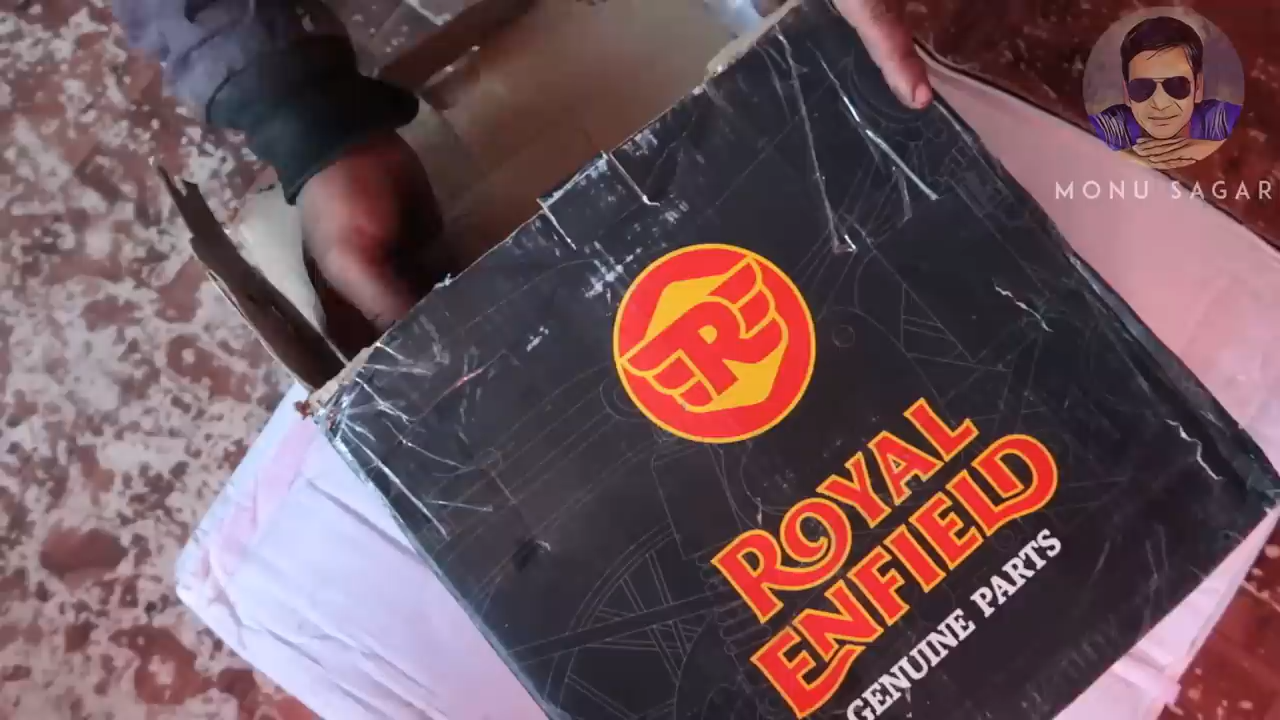 MONU SAGAR
R
ROYAL
ENFIELD
GENUINE PARTS